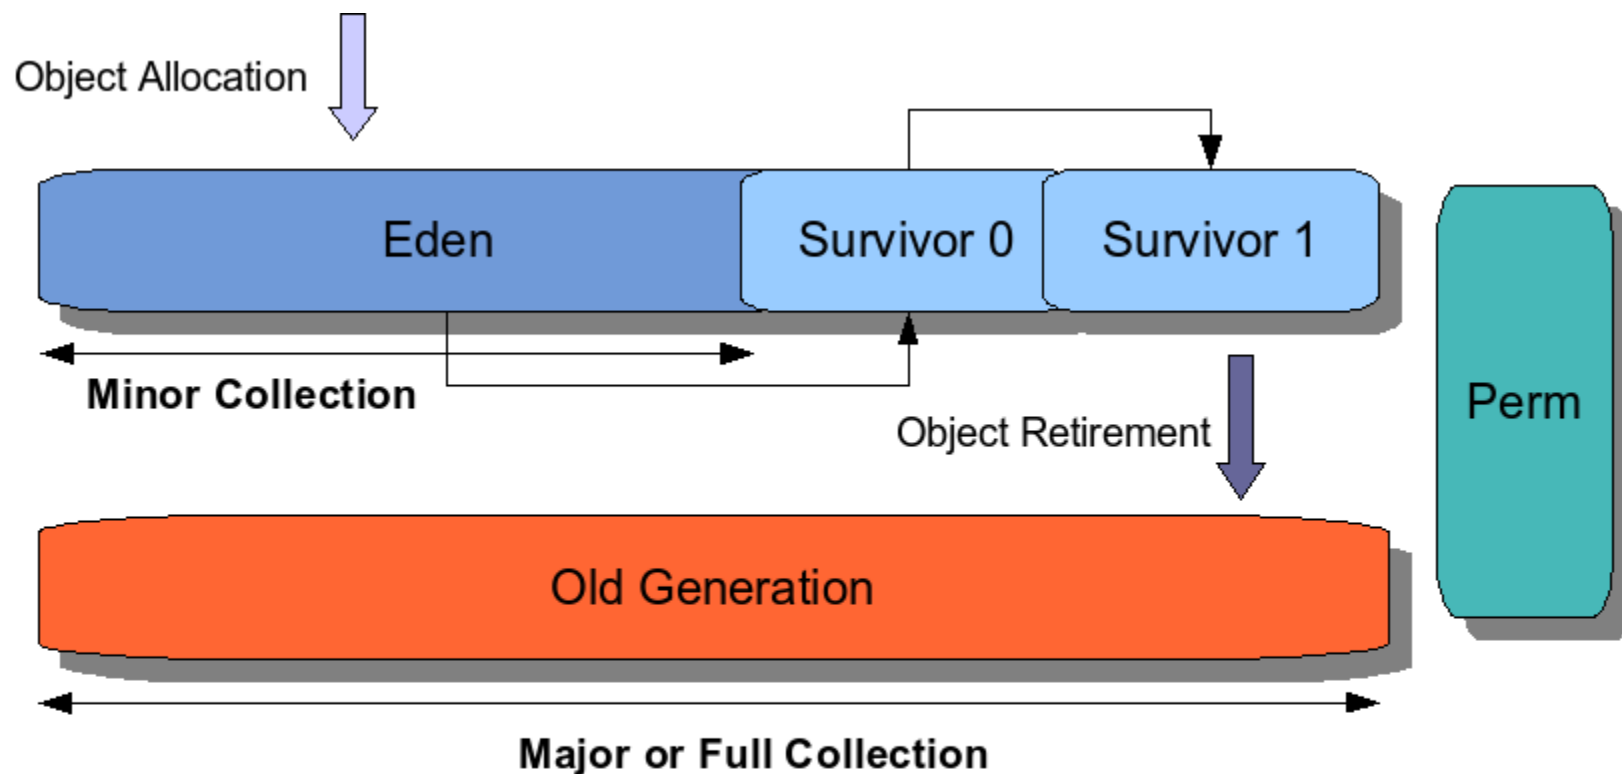 Object Allocation
Eden
Survivor 0
Survivor 1
Minor Collection
Perm
Object Retirement
Old Generation
Major or Full Collection